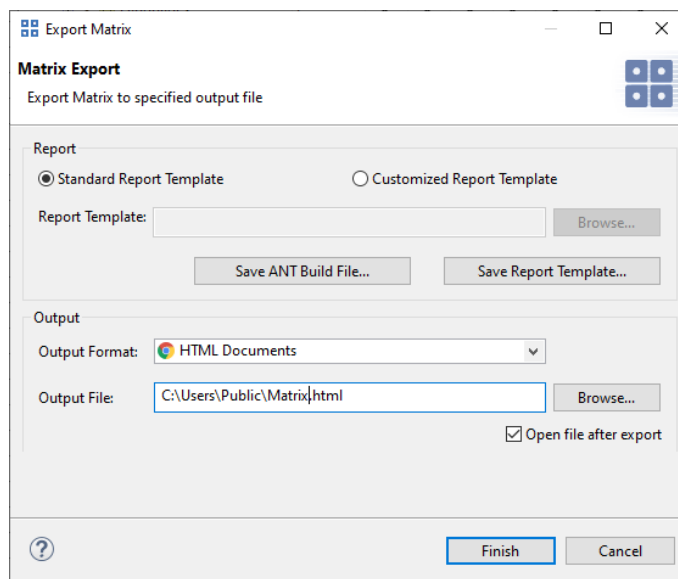 Export Matrix
Matrix Export
Export Matrix to specified output file
Report
Standard Report Template Customized Report Template
Report Template: Browse...
Save ANT Build File... Save Report Template...
Output
Output Format: HTML Documents
Output File: C:\Users\Public\Matrix.html Browse...
Open file after export
? Finish Cancel